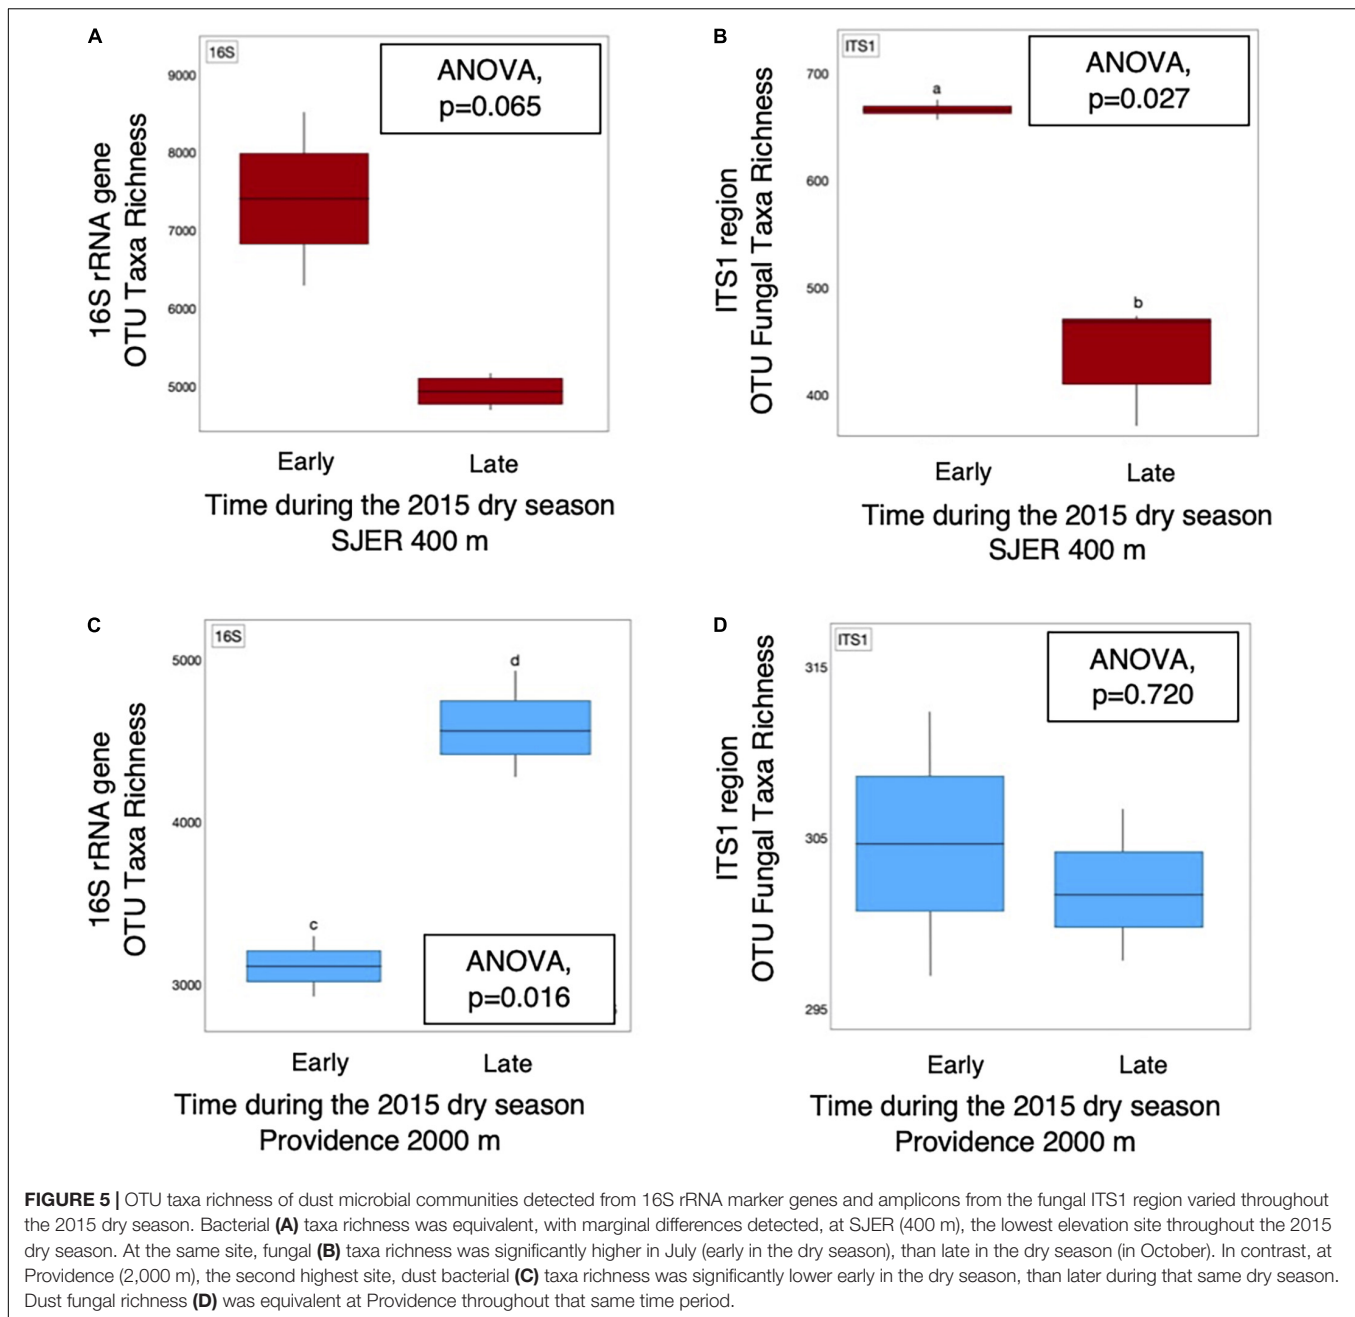 A
16S
ANOVA,
p=0.065
9000
8000
7000
6000
5000
16S rRNA gene
OTU Taxa Richness
Early
Late
Time during the 2015 dry season
SJER 400 m
B
ITS1
ANOVA,
p=0.027
a
b
700
600
500
400
ITS1 region
OTU Fungal Taxa Richness
Early
Late
Time during the 2015 dry season
SJER 400 m
C
16S
d
c
5000
4000
3000
ANOVA,
p=0.016
16S rRNA gene
OTU Taxa Richness
Early
Late
Time during the 2015 dry season
Providence 2000 m
D
ITS1
ANOVA,
p=0.720
315
305
295
ITS1 region
OTU Fungal Taxa Richness
Early
Late
Time during the 2015 dry season
Providence 2000 m
FIGURE 5 | OTU taxa richness of dust microbial communities detected from 16S rRNA marker genes and amplicons from the fungal ITS1 region varied throughout
the 2015 dry season. Bacterial (A) taxa richness was equivalent, with marginal differences detected, at SJER (400 m), the lowest elevation site throughout the 2015
dry season. At the same site, fungal (B) taxa richness was significantly higher in July (early in the dry season), than late in the dry season (in October). In contrast, at
Providence (2,000 m), the second highest site, dust bacterial (C) taxa richness was significantly lower early in the dry season, than later during that same dry season.
Dust fungal richness (D) was equivalent at Providence throughout that same time period.